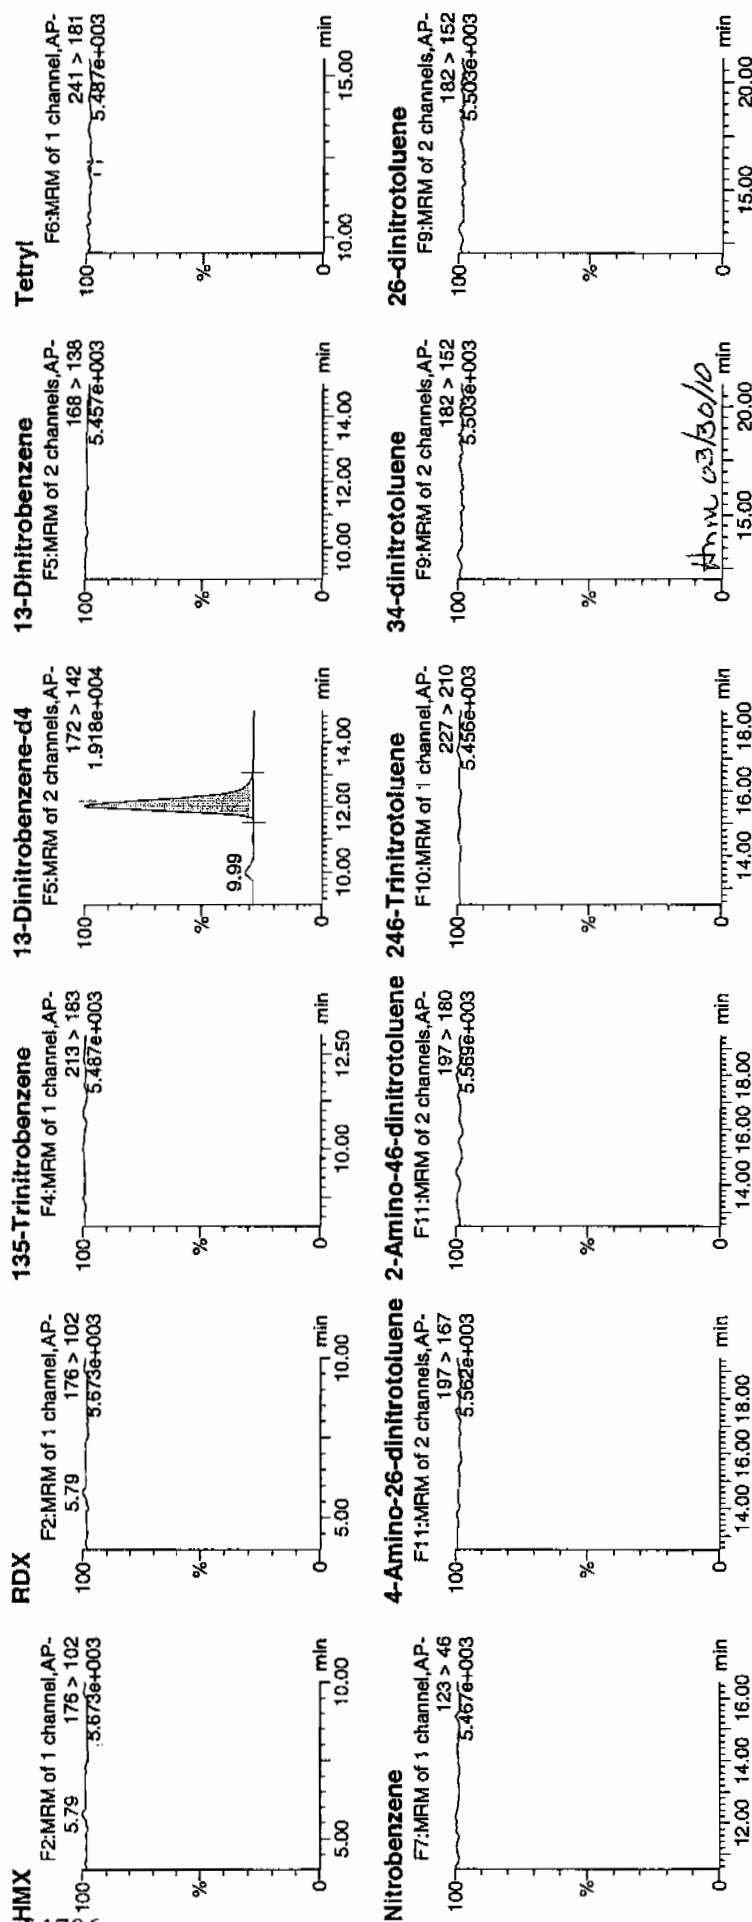 HMX
F2:MRM of 1 channel,AP-
176 > 102
5.673e+003
100
5.79
%
0
5.00
10.00
min
RDX
F2:MRM of 1 channel,AP-
176 > 102
5.673e+003
100
5.79
%
0
5.00
10.00
min
135-Trinitrobenzene
F4:MRM of 1 channel,AP-
213 > 183
5.487e+003
100
%
0
10.00
12.50
min
13-Dinitrobenzene-d4
F5:MRM of 2 channels,AP-
172 > 142
1.918e+004
100
9.99
%
0
10.00
12.00
14.00
min
13-Dinitrobenzene
F5:MRM of 2 channels,AP-
168 > 138
5.457e+003
100
%
0
10.00
12.00
14.00
min
Tetryl
F6:MRM of 1 channel,AP-
241 > 181
5.487e+003
100
%
0
10.00
15.00
min
Nitrobenzene
F7:MRM of 1 channel,AP-
123 > 46
5.467e+003
100
%
0
12.00
14.00
16.00
min
4-Amino-26-dinitrotoluene
F11:MRM of 2 channels,AP-
197 > 167
5.562e+003
100
%
0
14.00
16.00
18.00
min
2-Amino-46-dinitrotoluene
F11:MRM of 2 channels,AP-
197 > 180
5.569e+003
100
%
0
14.00
16.00
18.00
min
246-Trinitrotoluene
F10:MRM of 1 channel,AP-
227 > 210
5.456e+003
100
%
0
14.00
16.00
18.00
min
34-dinitrotoluene
F9:MRM of 2 channels,AP-
182 > 152
5.503e+003
100
%
03/30/10
0
15.00
20.00
min
26-dinitrotoluene
F9:MRM of 2 channels,AP-
182 > 152
5.503e+003
100
%
0
15.00
20.00
min